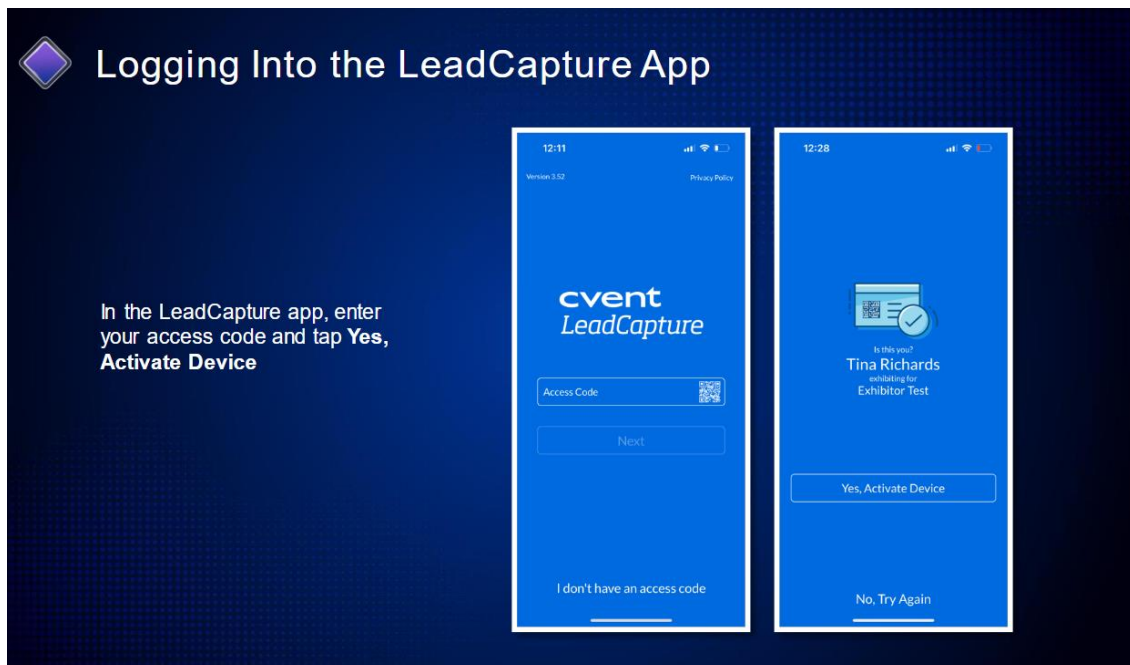 Logging Into the LeadCapture App
In the LeadCapture app, enter
your access code and tap Yes,
Activate Device
12:11
Version 3.52
Privacy Policy
cvent
LeadCapture
Access Code
Next
I don't have an access code
12:28
Is this you?
Tina Richards
exhibiting for
Exhibitor Test
Yes, Activate Device
No, Try Again